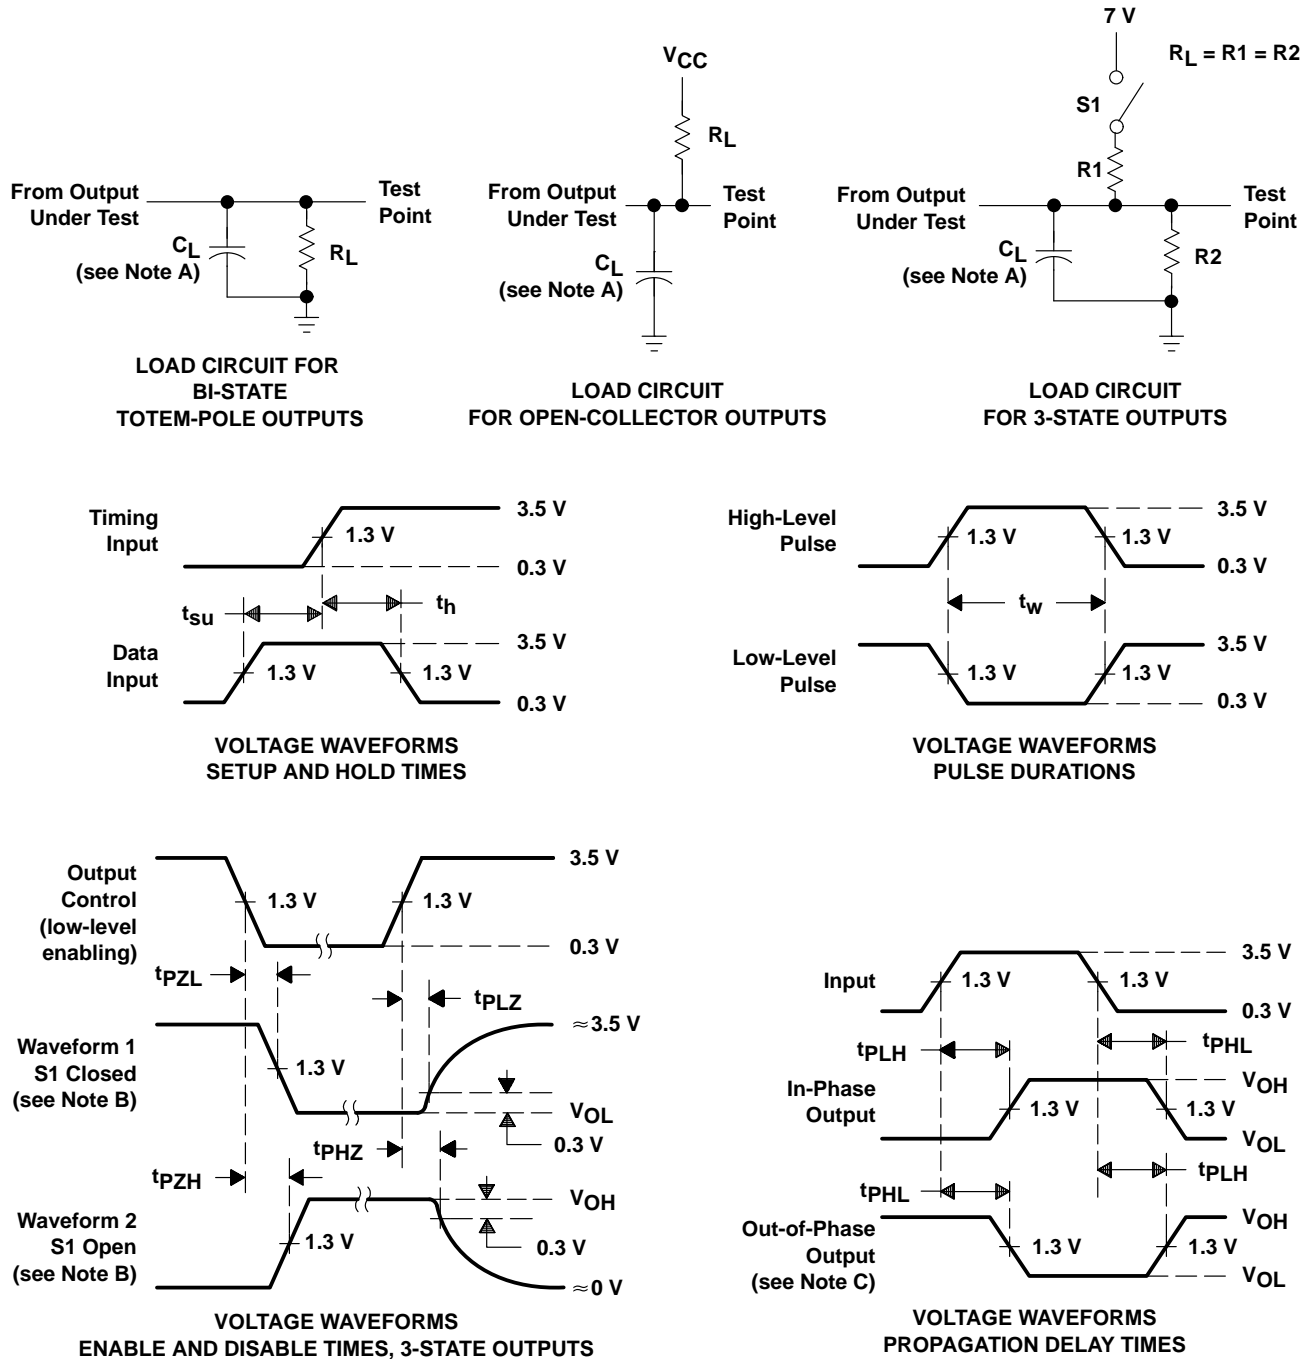 7 V
RL = R1 = R2
S1
R1
From Output
Under Test
Test
Point
CL
(see Note A)
R2
VCC
RL
From Output
Under Test
Test
Point
CL
(see Note A)
From Output
Under Test
Test
Point
CL
(see Note A)
RL
LOAD CIRCUIT FOR
BI-STATE
TOTEM-POLE OUTPUTS
LOAD CIRCUIT
FOR OPEN-COLLECTOR OUTPUTS
LOAD CIRCUIT
FOR 3-STATE OUTPUTS
Timing
Input
3.5 V
1.3 V
0.3 V
tsu
th
Data
Input
3.5 V
1.3 V
1.3 V
0.3 V
VOLTAGE WAVEFORMS
SETUP AND HOLD TIMES
High-Level
Pulse
3.5 V
1.3 V
1.3 V
0.3 V
tw
Low-Level
Pulse
3.5 V
1.3 V
1.3 V
0.3 V
VOLTAGE WAVEFORMS
PULSE DURATIONS
Output
Control
(low-level
enabling)
3.5 V
1.3 V
1.3 V
0.3 V
tPZL
tPLZ
Waveform 1
S1 Closed
(see Note B)
≈3.5 V
1.3 V
VOL
0.3 V
tPHZ
tPZH
Waveform 2
S1 Open
(see Note B)
VOH
1.3 V
0.3 V
≈0 V
VOLTAGE WAVEFORMS
ENABLE AND DISABLE TIMES, 3-STATE OUTPUTS
Input
3.5 V
1.3 V
1.3 V
0.3 V
tPLH
tPHL
In-Phase
Output
VOH
1.3 V
1.3 V
VOL
tPHL
tPLH
Out-of-Phase
Output
(see Note C)
VOH
1.3 V
1.3 V
VOL
VOLTAGE WAVEFORMS
PROPAGATION DELAY TIMES